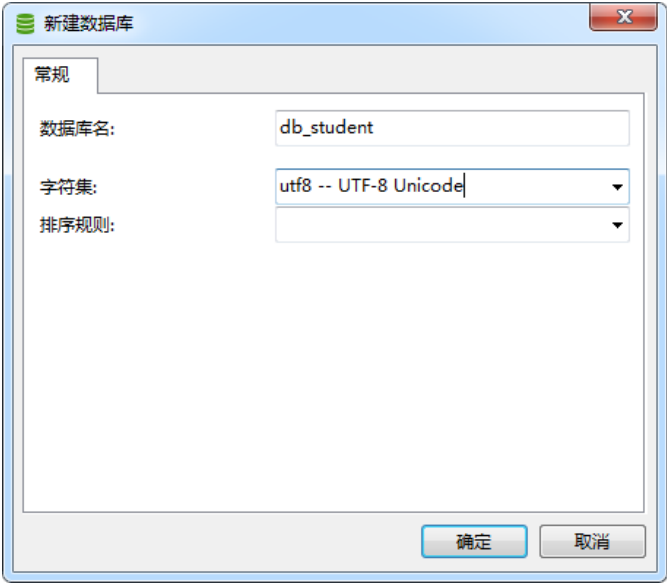 新建数据库
常规
数据库名: db_student
字符集: utf8 -- UTF-8 Unicode
排序规则:
确定 取消